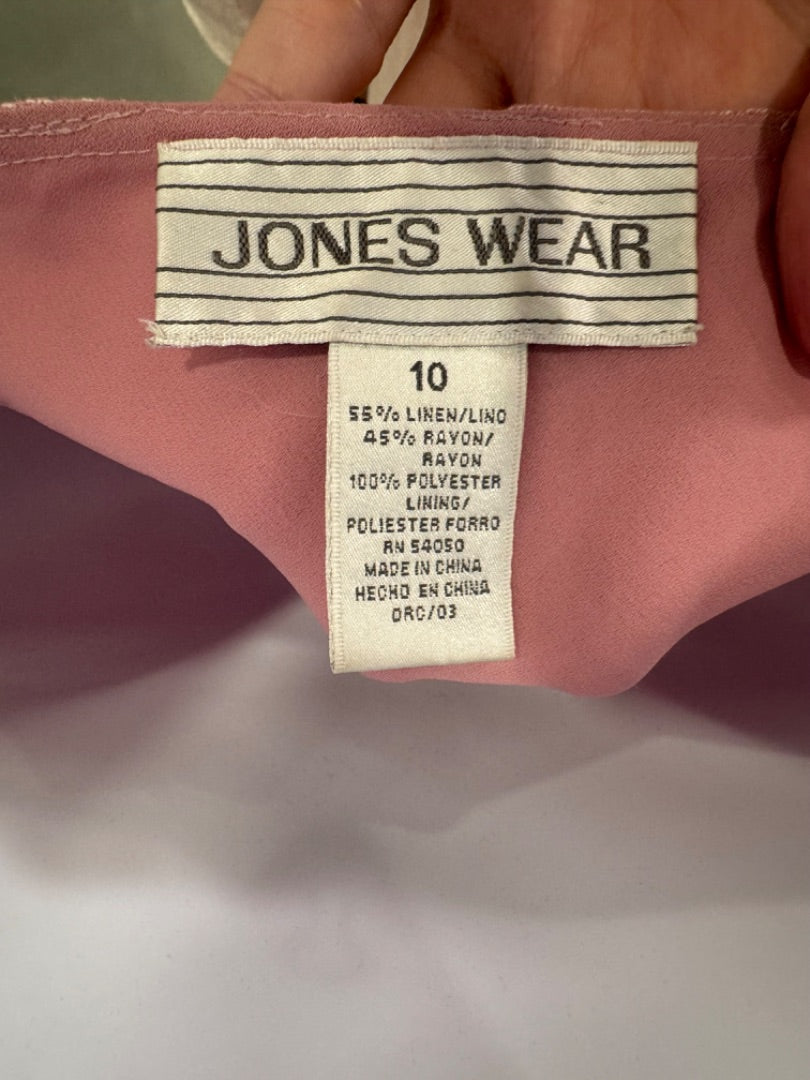 JONES WEAR
10
55% LINEN/LINO
45% RAYON/
RAYON
100% POLYESTER
LINING/
POLIESTER FORRO
RN 54050
MADE IN CHINA
HECHO EN CHINA
ORC/03